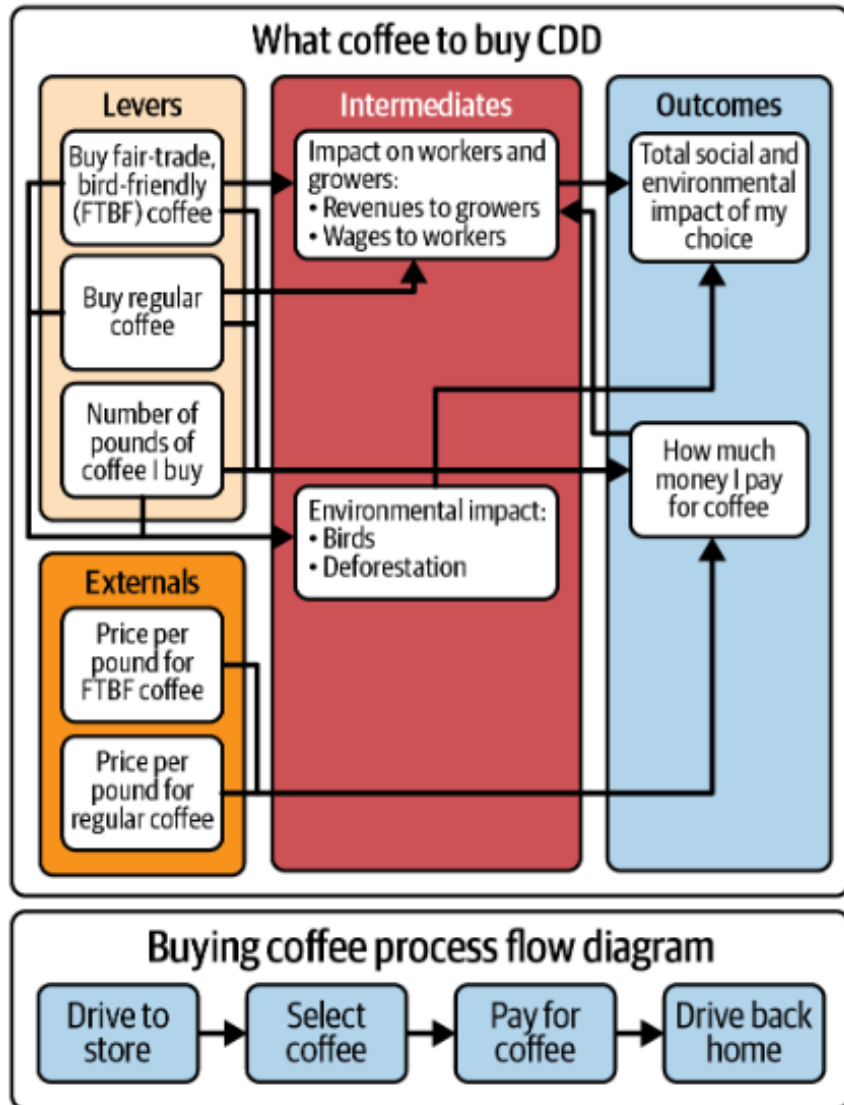 What coffee to buy CDD
Levers
Buy fair-trade,
bird-friendly
(FTBF) coffee
Buy regular
coffee
Number of
pounds of
coffee I buy
Externals
Price per
pound for
FTBF coffee
Price per
pound for
regular coffee
Intermediates
Impact on workers and
growers:
• Revenues to growers
• Wages to workers
Environmental impact:
• Birds
• Deforestation
Outcomes
Total social and
environmental
impact of my
choice
How much
money I pay
for coffee
Buying coffee process flow diagram
Drive to
store
Select
coffee
Pay for
coffee
Drive back
home